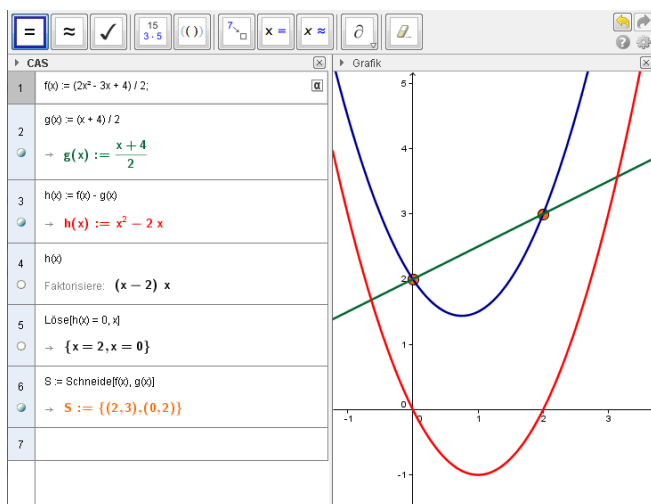 = ≈ ✓ 15 3·5 (()) 7 x = x ≈ ∂
CAS
Grafik
1 f(x) := (2x² - 3x + 4) / 2; α
2 g(x) := (x + 4) / 2
→ g(x) := x + 4 / 2
3 h(x) := f(x) - g(x)
→ h(x) := x² − 2 x
4 h(x)
Faktorisiere: (x − 2) x
5 Löse[h(x) = 0, x]
→ {x = 2, x = 0}
6 S := Schneide[f(x), g(x)]
→ S := {(2, 3), (0, 2)}
7
5
4
3
2
1
0
-1
-1 0 1 2 3